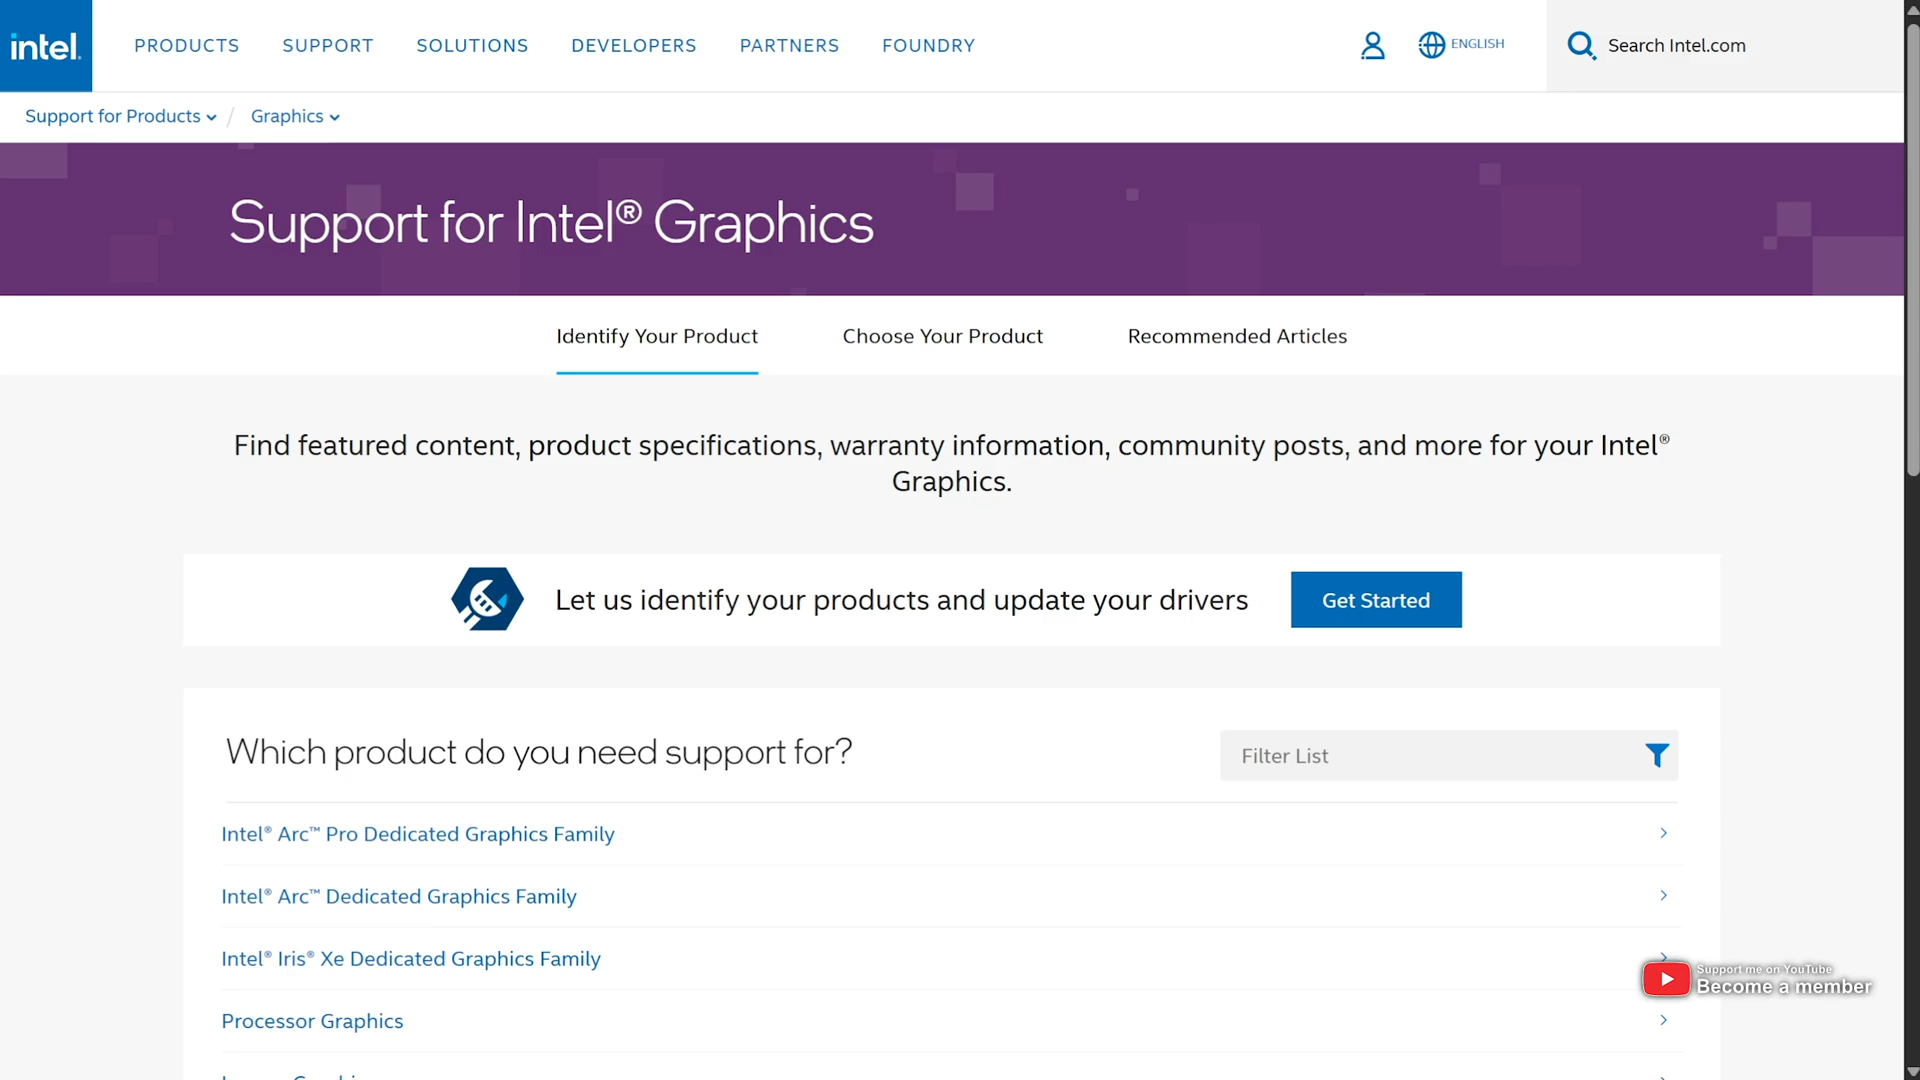 intel.
PRODUCTS
SUPPORT
SOLUTIONS
DEVELOPERS
PARTNERS
FOUNDRY
ENGLISH
Search Intel.com
Support for Products / Graphics
Support for Intel® Graphics
Identify Your Product
Choose Your Product
Recommended Articles
Find featured content, product specifications, warranty information, community posts, and more for your Intel®
Graphics.
Let us identify your products and update your drivers
Get Started
Which product do you need support for?
Filter List
Intel® Arc™ Pro Dedicated Graphics Family
Intel® Arc™ Dedicated Graphics Family
Intel® Iris® Xe Dedicated Graphics Family
Support me on YouTube
Become a member
Processor Graphics